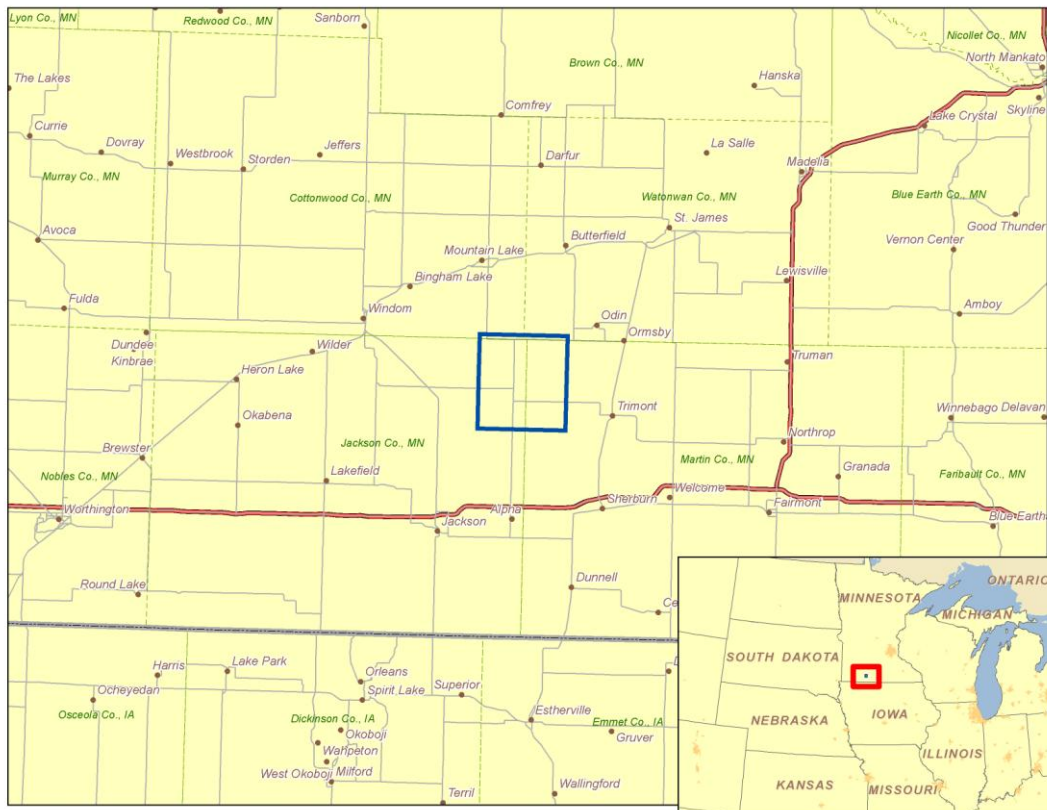 Lyon Co., MN
Redwood Co., MN
Sanborn
Nicollet Co., MN
North Mankato
Brown Co., MN
Hanska
The Lakes
Skyline
Comfrey
Lake Crystal
Currie
Dovray
Westbrook
Storden
Jeffers
Darfur
La Salle
Madelia
Murray Co., MN
Cottonwood Co., MN
Watonwan Co., MN
Blue Earth Co., MN
St. James
Good Thunder
Avoca
Butterfield
Vernon Center
Mountain Lake
Bingham Lake
Lewisville
Fulda
Windom
Odin
Amboy
Ormsby
Dundee
Kinbrae
Wilder
Truman
Heron Lake
Okabena
Trimont
Winnebago
Delavan
Jackson Co., MN
Northrop
Brewster
Martin Co., MN
Nobles Co., MN
Lakefield
Granada
Faribault Co., MN
Worthington
Sherburn
Welcome
Alpha
Fairmont
Jackson
Blue Earth
Round Lake
Dunnell
Ce
Harris
Lake Park
Orleans
Spirit Lake
Superior
Ocheyedan
Osceola Co., IA
Dickinson Co., IA
Okoboji
Estherville
Emmet Co., IA
Gruver
Wahpeton
West Okoboji
Milford
Terril
Wallingford
ONTARIO
MINNESOTA
MICHIGAN
SOUTH DAKOTA
NEBRASKA
IOWA
ILLINOIS
KANSAS
MISSOURI